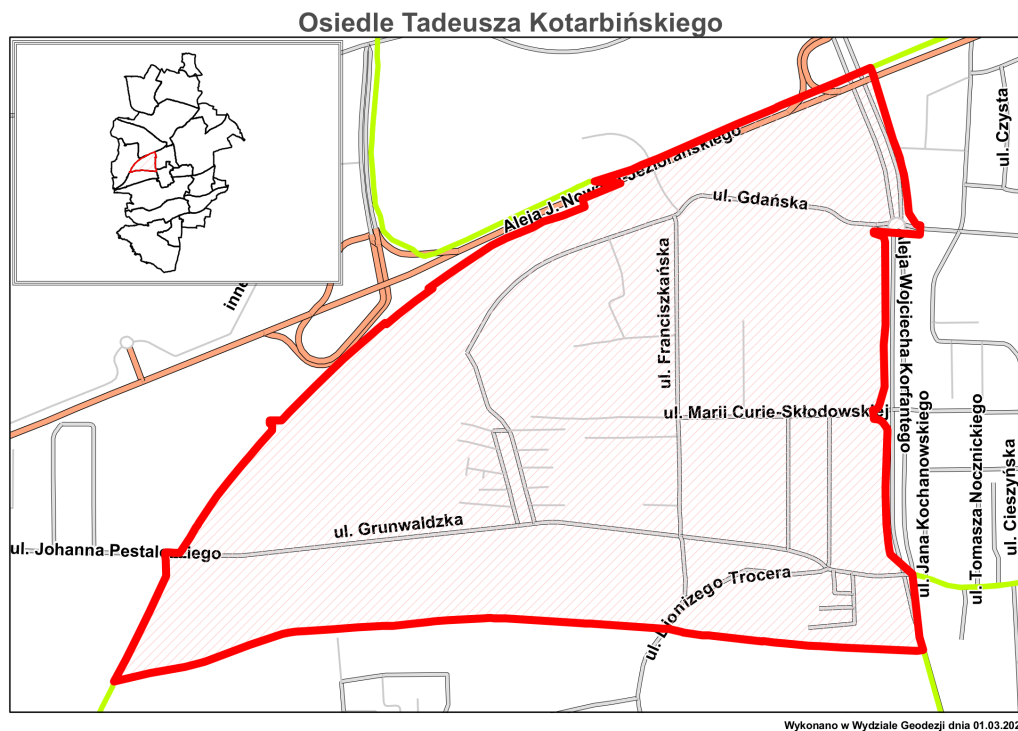 Osiedle Tadeusza Kotarbińskiego
ul. Czysta
Aleja J. Nowaka-Jeziorańskiego
ul. Gdańska
inne
ul. Franciszkańska
Aleja Wojciecha Korfantego
ul. Marii Curie-Skłodowskiej
ul. Jana Kochanowskiego
ul. Tomasza Nocznickiego
ul. Cieszyńska
ul. Grunwaldzka
ul. Johanna Pestalozziego
ul. Dionizego Trocera
Wykonano w Wydziale Geodezji dnia 01.03.202